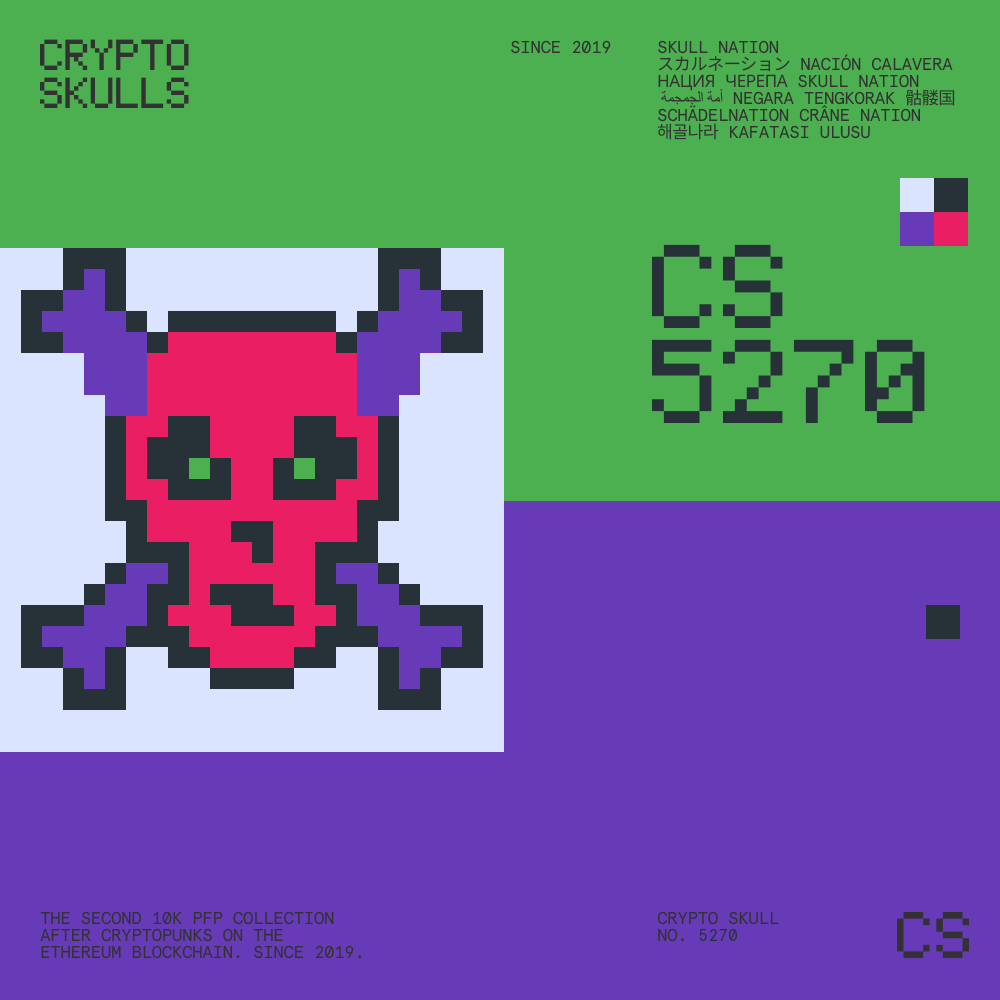 CRYPTO
SKULLS
SINCE 2019
SKULL NATION
スカルネーション NACIÓN CALAVERA
НАЦИЯ ЧЕРЕПА SKULL NATION
أمة الجمجمة NEGARA TENGKORAK 骷髅国
SCHÄDELNATION CRÂNE NATION
해골나라 KAFATASI ULUSU
CS
5270
THE SECOND 10K PFP COLLECTION
AFTER CRYPTOPUNKS ON THE
ETHEREUM BLOCKCHAIN. SINCE 2019.
CRYPTO SKULL
NO. 5270
CS